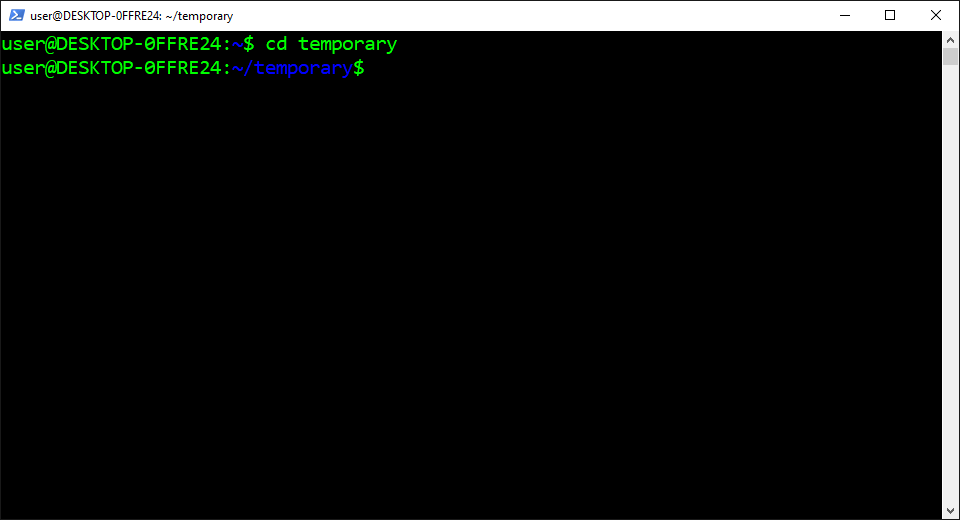 user@DESKTOP-0FFRE24: ~/temporary
user@DESKTOP-0FFRE24:~$ cd temporary
user@DESKTOP-0FFRE24:~/temporary$